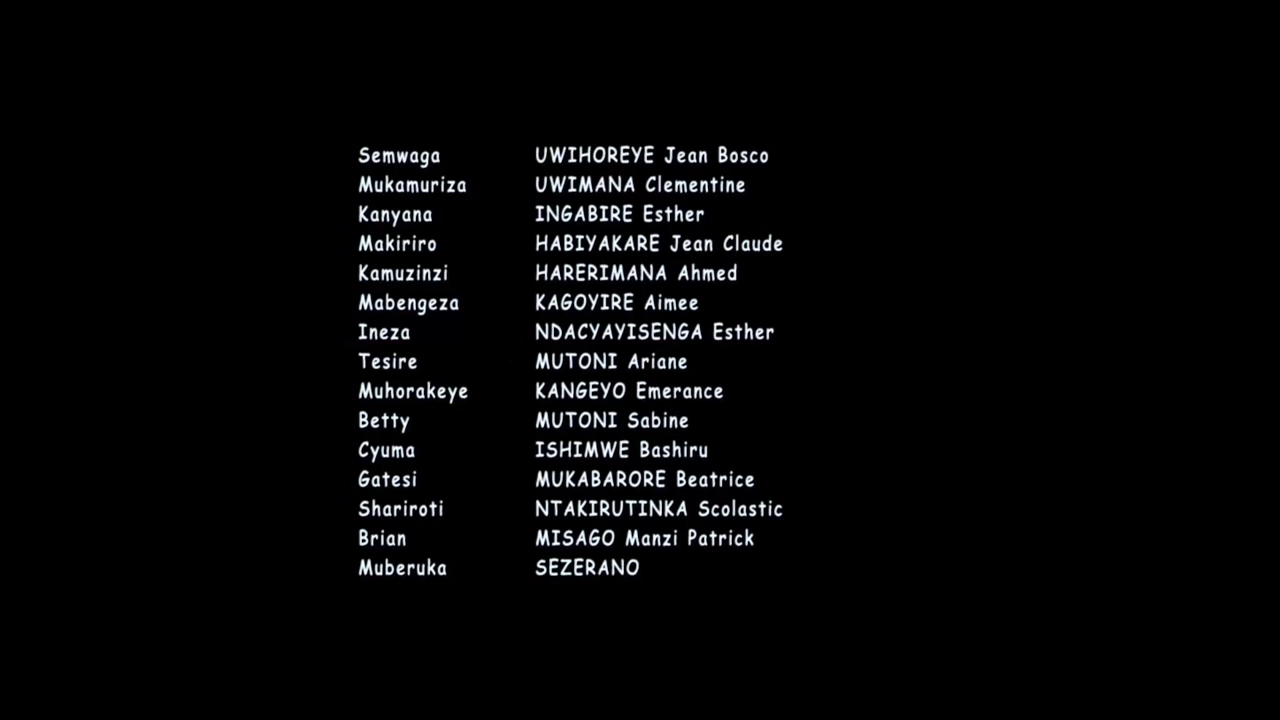 Semwaga UWIHOREYE Jean Bosco
Mukamuriza UWIMANA Clementine
Kanyana INGABIRE Esther
Makiriro HABIYAKARE Jean Claude
Kamuzinzi HARERIMANA Ahmed
Mabengeza KAGOYIRE Aimee
Ineza NDACYAYISENGA Esther
Tesire MUTONI Ariane
Muhorakeye KANGEYO Emerance
Betty MUTONI Sabine
Cyuma ISHIMWE Bashiru
Gatesi MUKABARORE Beatrice
Shariroti NTAKIRUTINKA Scolastic
Brian MISAGO Manzi Patrick
Muberuka SEZERANO